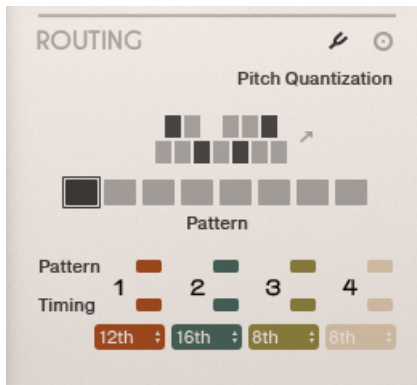 ROUTING
Pitch Quantization
Pattern
Pattern
1 2 3 4
Timing
12th 16th 8th 8th